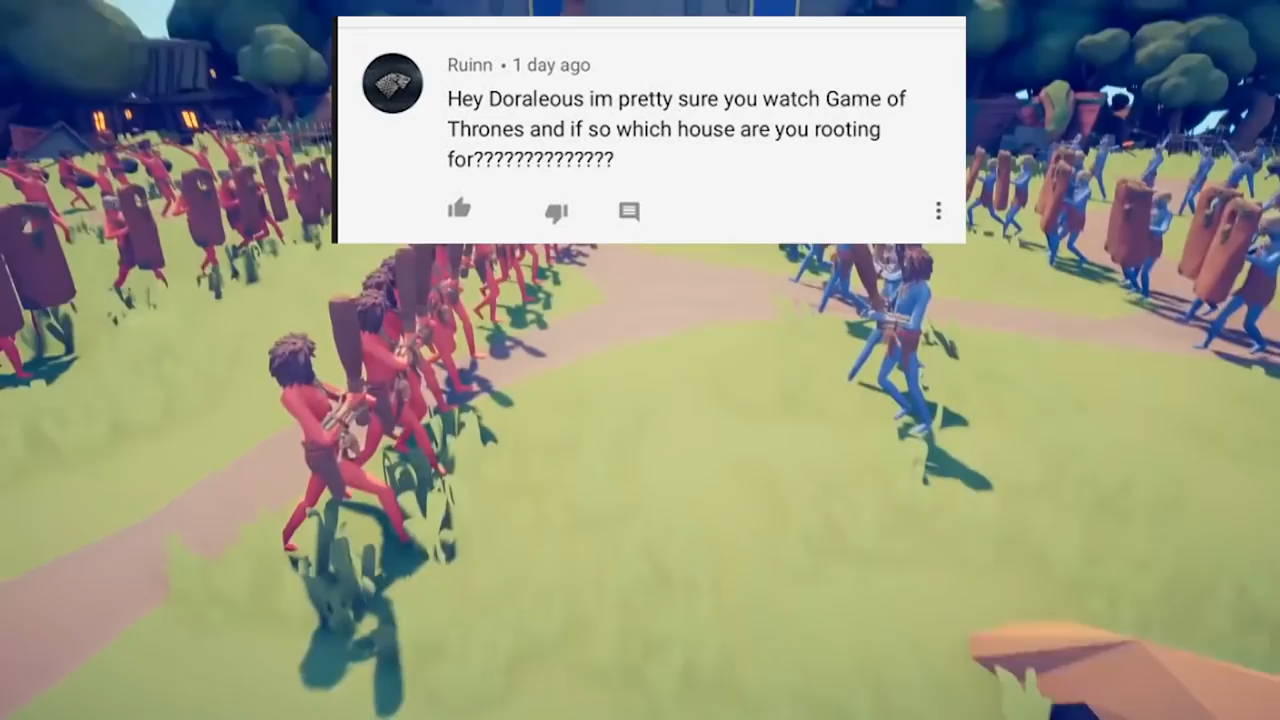 Ruinn • 1 day ago
Hey Doraleous im pretty sure you watch Game of
Thrones and if so which house are you rooting
for??????????????